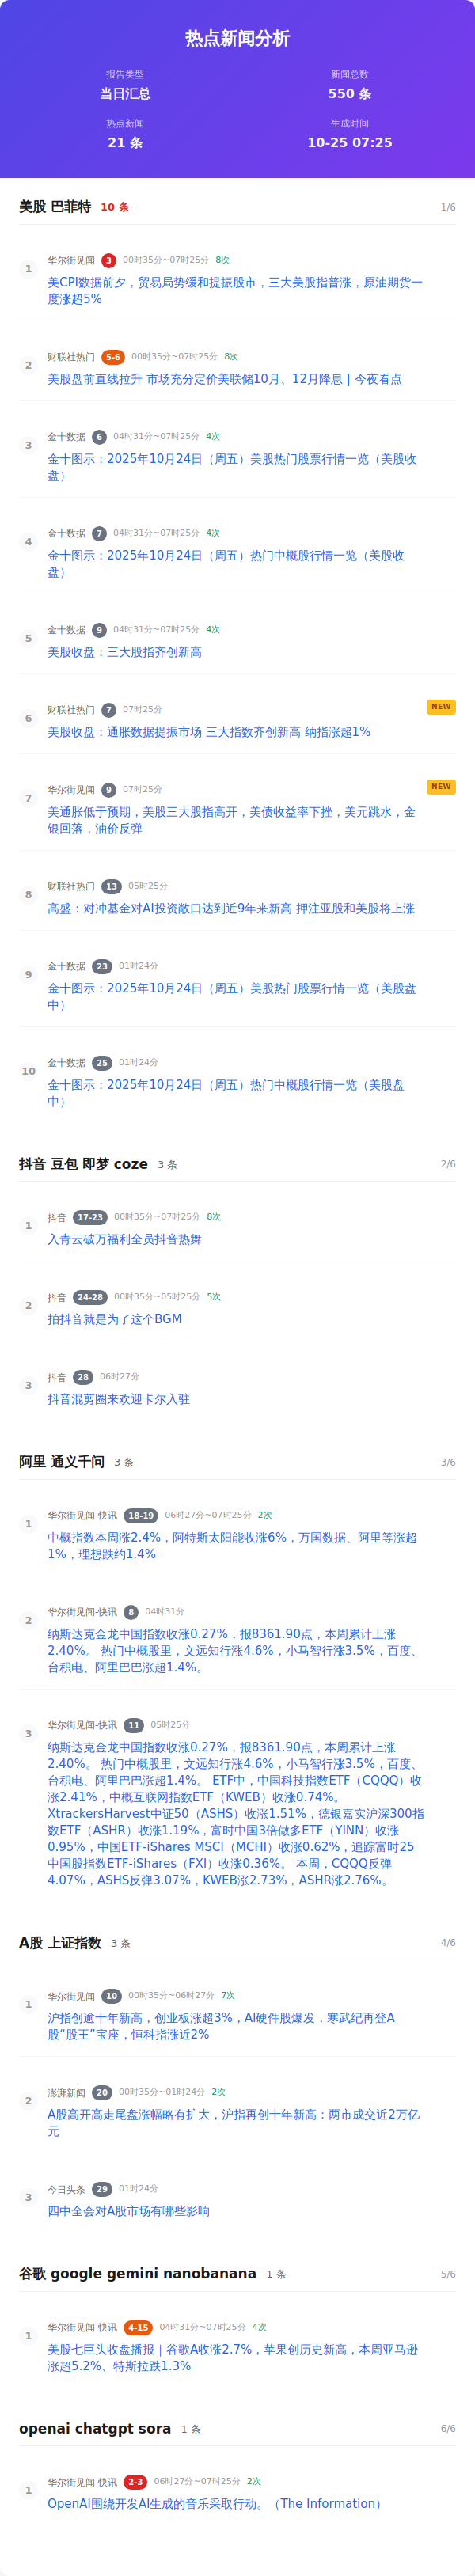 热点新闻分析
报告类型
当日汇总
新闻总数
550 条
热点新闻
21 条
生成时间
10-25 07:25
美股 巴菲特 10 条 1/6
1
华尔街见闻 3 00时35分~07时25分 8次
美CPI数据前夕，贸易局势缓和提振股市，三大美股指普涨，原油期货一
度涨超5%
2
财联社热门 5-6 00时35分~07时25分 8次
美股盘前直线拉升 市场充分定价美联储10月、12月降息 | 今夜看点
3
金十数据 6 04时31分~07时25分 4次
金十图示：2025年10月24日（周五）美股热门股票行情一览（美股收
盘）
4
金十数据 7 04时31分~07时25分 4次
金十图示：2025年10月24日（周五）热门中概股行情一览（美股收
盘）
5
金十数据 9 04时31分~07时25分 4次
美股收盘：三大股指齐创新高
6
财联社热门 7 07时25分 NEW
美股收盘：通胀数据提振市场 三大指数齐创新高 纳指涨超1%
7
华尔街见闻 9 07时25分 NEW
美通胀低于预期，美股三大股指高开，美债收益率下挫，美元跳水，金
银回落，油价反弹
8
财联社热门 13 05时25分
高盛：对冲基金对AI投资敞口达到近9年来新高 押注亚股和美股将上涨
9
金十数据 23 01时24分
金十图示：2025年10月24日（周五）美股热门股票行情一览（美股盘
中）
10
金十数据 25 01时24分
金十图示：2025年10月24日（周五）热门中概股行情一览（美股盘
中）
抖音 豆包 即梦 coze 3 条 2/6
1
抖音 17-23 00时35分~07时25分 8次
入青云破万福利全员抖音热舞
2
抖音 24-28 00时35分~05时25分 5次
拍抖音就是为了这个BGM
3
抖音 28 06时27分
抖音混剪圈来欢迎卡尔入驻
阿里 通义千问 3 条 3/6
1
华尔街见闻-快讯 18-19 06时27分~07时25分 2次
中概指数本周涨2.4%，阿特斯太阳能收涨6%，万国数据、阿里等涨超
1%，理想跌约1.4%
2
华尔街见闻-快讯 8 04时31分
纳斯达克金龙中国指数收涨0.27%，报8361.90点，本周累计上涨
2.40%。 热门中概股里，文远知行涨4.6%，小马智行涨3.5%，百度、
台积电、阿里巴巴涨超1.4%。
3
华尔街见闻-快讯 11 05时25分
纳斯达克金龙中国指数收涨0.27%，报8361.90点，本周累计上涨
2.40%。 热门中概股里，文远知行涨4.6%，小马智行涨3.5%，百度、
台积电、阿里巴巴涨超1.4%。 ETF中，中国科技指数ETF（CQQQ）收
涨2.41%，中概互联网指数ETF（KWEB）收涨0.74%。
XtrackersHarvest中证50（ASHS）收涨1.51%，德银嘉实沪深300指
数ETF（ASHR）收涨1.19%，富时中国3倍做多ETF（YINN）收涨
0.95%，中国ETF-iShares MSCI（MCHI）收涨0.62%，追踪富时25
中国股指数ETF-iShares（FXI）收涨0.36%。 本周，CQQQ反弹
4.07%，ASHS反弹3.07%，KWEB涨2.73%，ASHR涨2.76%。
A股 上证指数 3 条 4/6
1
华尔街见闻 10 00时35分~06时27分 7次
沪指创逾十年新高，创业板涨超3%，AI硬件股爆发，寒武纪再登A
股“股王”宝座，恒科指涨近2%
2
澎湃新闻 20 00时35分~01时24分 2次
A股高开高走尾盘涨幅略有扩大，沪指再创十年新高：两市成交近2万亿
元
3
今日头条 29 01时24分
四中全会对A股市场有哪些影响
谷歌 google gemini nanobanana 1 条 5/6
1
华尔街见闻-快讯 4-15 04时31分~07时25分 4次
美股七巨头收盘播报｜谷歌A收涨2.7%，苹果创历史新高，本周亚马逊
涨超5.2%、特斯拉跌1.3%
openai chatgpt sora 1 条 6/6
1
华尔街见闻-快讯 2-3 06时27分~07时25分 2次
OpenAI围绕开发AI生成的音乐采取行动。（The Information）